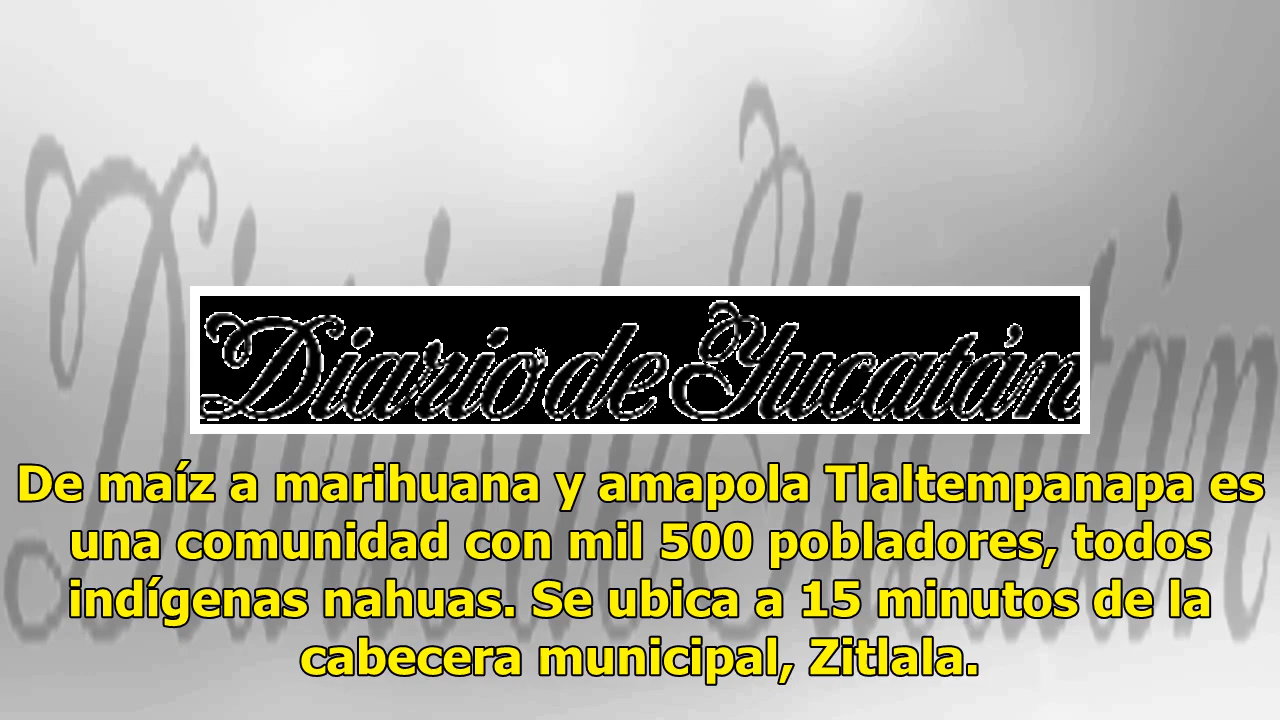 Diario de Yucatán
De maíz a marihuana y amapola Tlaltempanapa es
una comunidad con mil 500 pobladores, todos
indígenas nahuas. Se ubica a 15 minutos de la
cabecera municipal, Zitlala.